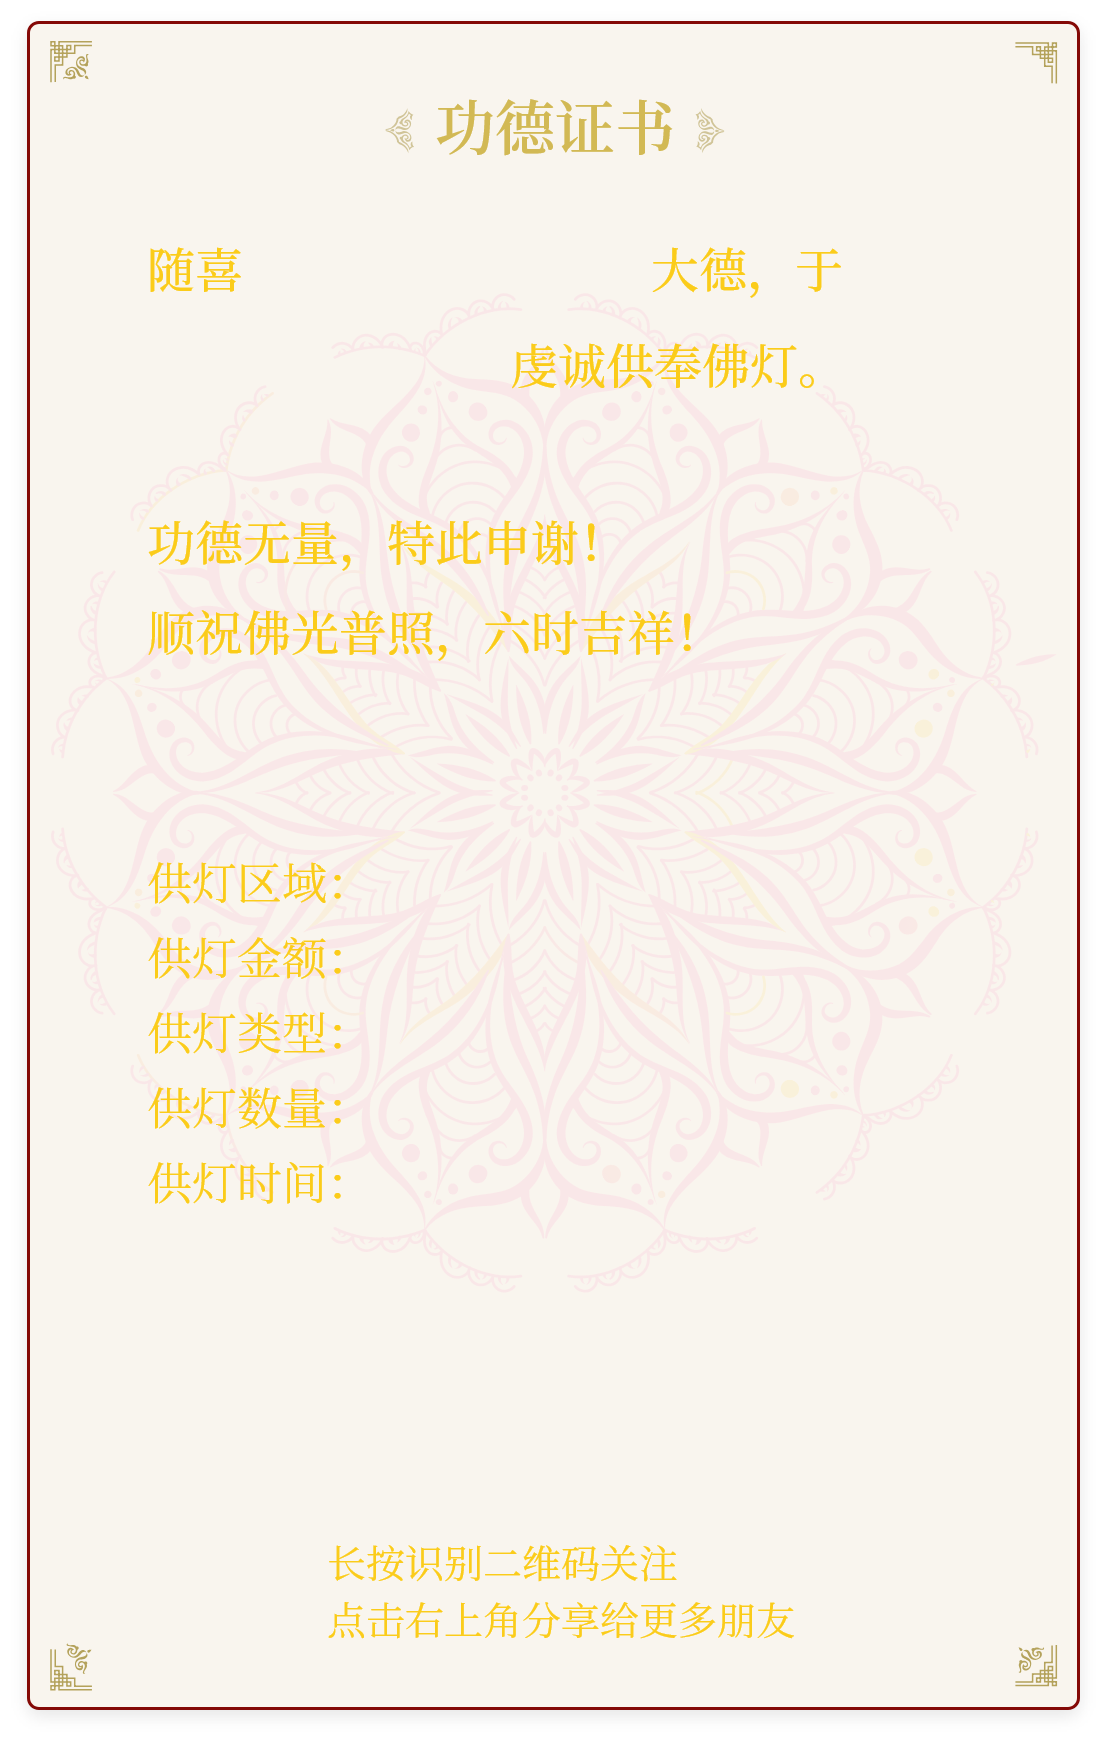 功德证书
随喜 大德，于
虔诚供奉佛灯。
功德无量，特此申谢！
顺祝佛光普照，六时吉祥！
供灯区域：
供灯金额：
供灯类型：
供灯数量：
供灯时间：
长按识别二维码关注
点击右上角分享给更多朋友